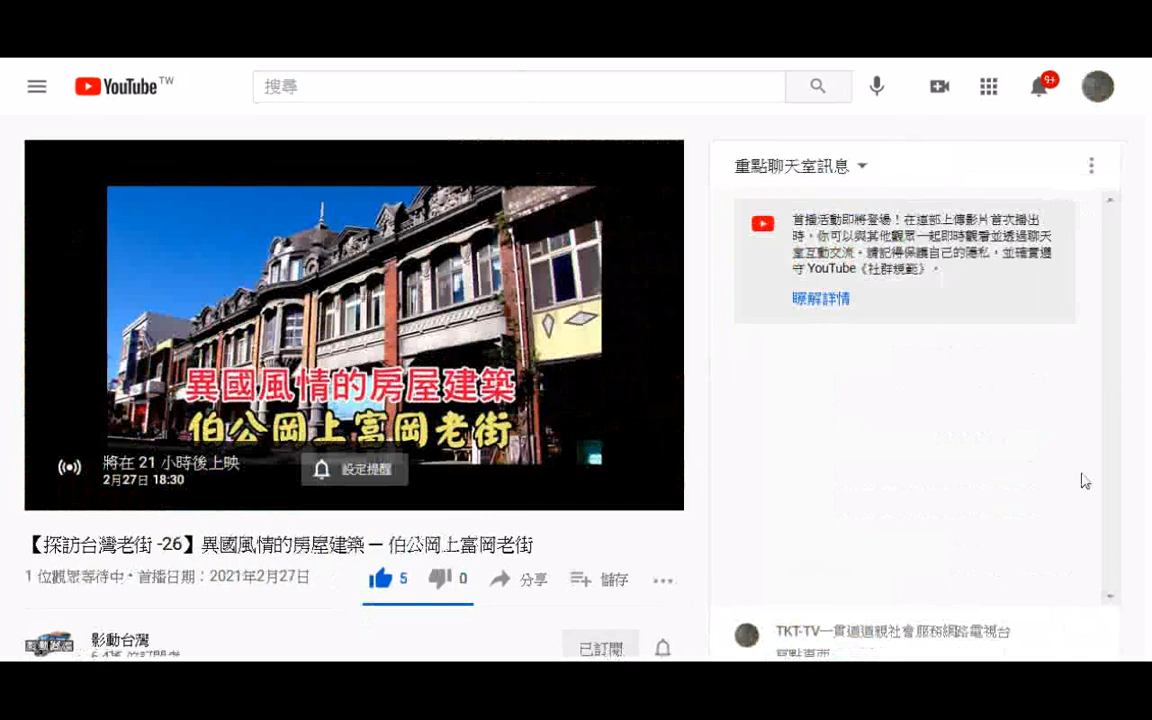 YouTube TW
搜尋
9+
異國風情的房屋建築
伯公岡上富岡老街
將在 21 小時後上映
2月27日 18:30
設定提醒
【探訪台灣老街 -26】異國風情的房屋建築 — 伯公岡上富岡老街
1 位觀眾等待中 • 首播日期：2021年2月27日
5
0
分享
儲存
影動台灣
已訂閱
重點聊天室訊息
首播活動即將登場！在這部上傳影片首次播出
時，你可以與其他觀眾一起即時觀看並透過聊天
室互動交流。請記得保護自己的隱私，並確實遵
守 YouTube《社群規範》。
瞭解詳情
TKT-TV一貫道道親社會服務網路電視台